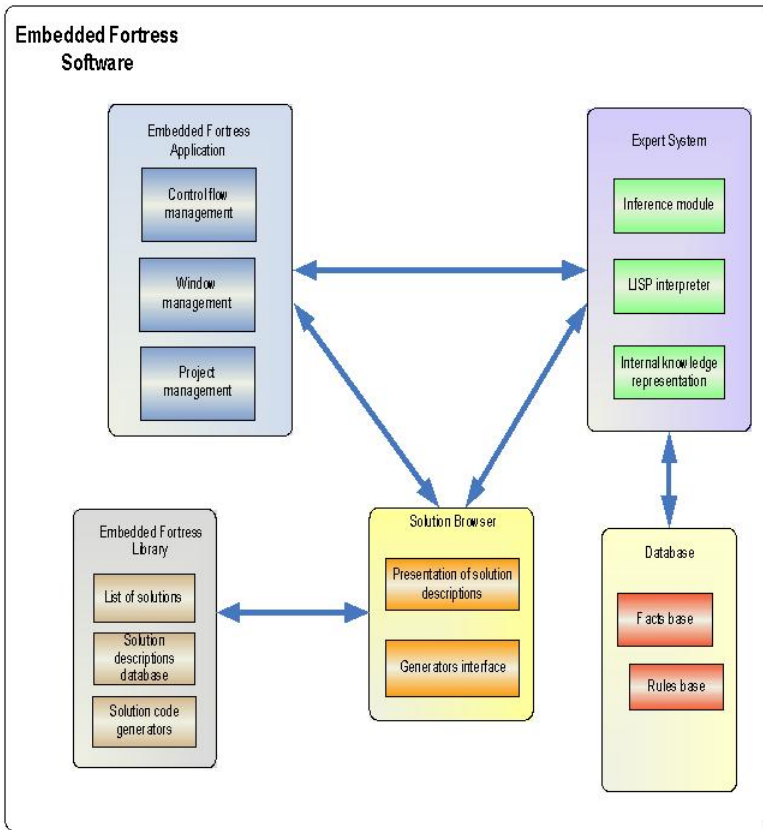 Embedded Fortress
Software
Embedded Fortress
Application
Control flow
management
Window
management
Project
management
Expert System
Inference module
LISP interpreter
Internal knowledge
representation
Embedded Fortress
Library
List of solutions
Solution
descriptions
database
Solution code
generators
Solution Browser
Presentation of solution
descriptions
Generators interface
Database
Facts base
Rules base